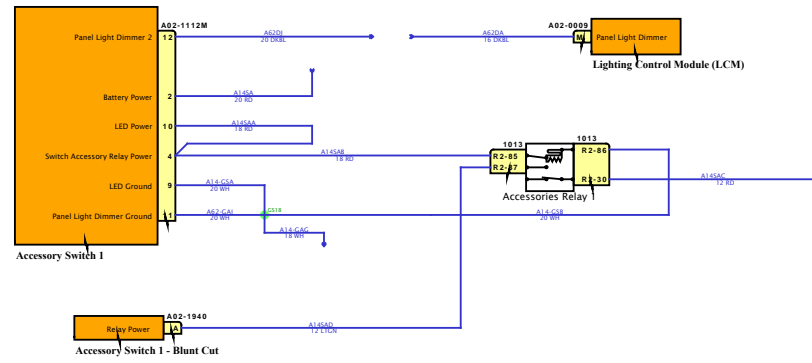 A02-1112M
Panel Light Dimmer 2
12
A62DJ
20 DKBL
A62DA
16 DKBL
A02-0009
M
Panel Light Dimmer
Lighting Control Module (LCM)
Battery Power
2
A14SA
20 RD
LED Power
10
A14SAA
18 RD
Switch Accessory Relay Power
4
A14SAB
18 RD
1013
R2-85
R2-87
1013
R2-86
R2-30
A14SAC
12 RD
Accessories Relay 1
LED Ground
9
A14-GSA
20 WH
Panel Light Dimmer Ground
11
A62-GAI
20 WH
GS18
A14-GSB
20 WH
A14-GAG
18 WH
Accessory Switch 1
A02-1940
Relay Power
A
A14SAD
12 LTGN
Accessory Switch 1 - Blunt Cut